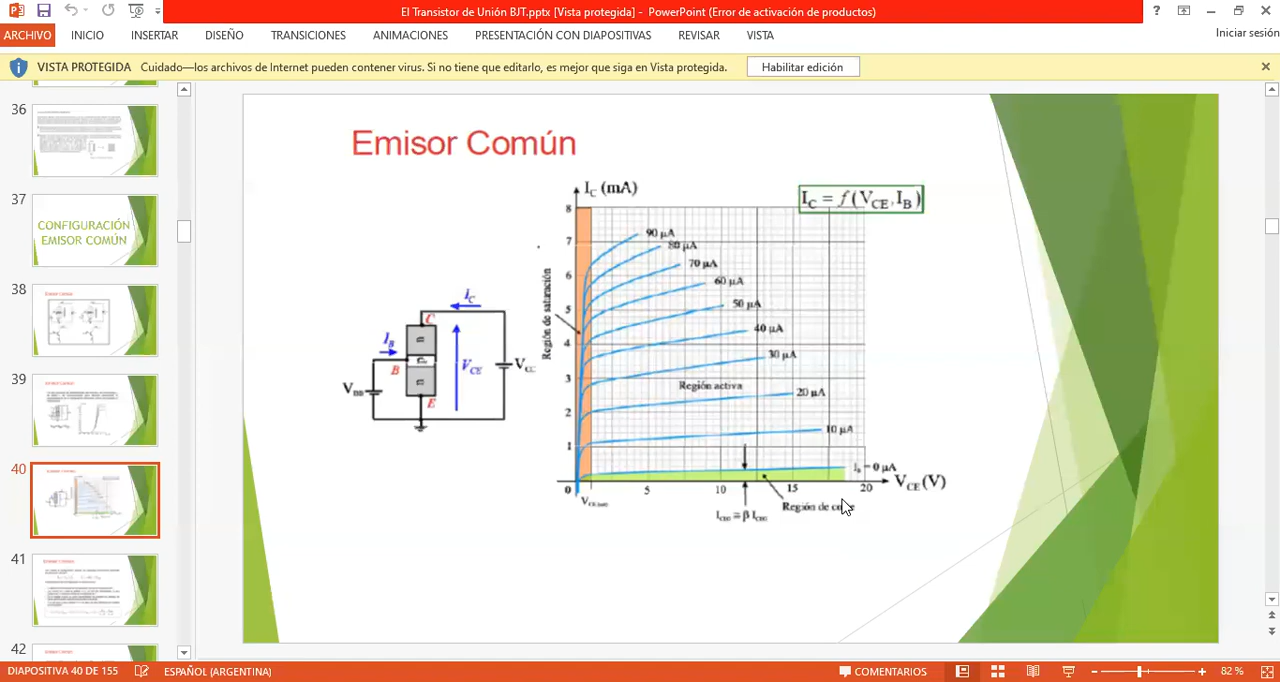 El Transistor de Unión BJT.pptx [Vista protegida] - PowerPoint (Error de activación de productos)
ARCHIVO INICIO INSERTAR DISEÑO TRANSICIONES ANIMACIONES PRESENTACIÓN CON DIAPOSITIVAS REVISAR VISTA Iniciar sesión
VISTA PROTEGIDA Cuidado—los archivos de Internet pueden contener virus. Si no tiene que editarlo, es mejor que siga en Vista protegida. Habilitar edición
36
37
CONFIGURACIÓN
EMISOR COMÚN
38
39
40
41
42
Emisor Común
I_C (mA)
I_C = f(V_CE, I_B)
8
7
6
5
4
3
2
1
0
90 μA
80 μA
70 μA
60 μA
50 μA
40 μA
30 μA
20 μA
10 μA
I_B = 0 μA
Región de saturación
Región activa
5
10
15
20
V_CE (V)
V_CE(sat)
I_CEO ≅ β I_CBO
Región de
I_C
C
n
I_B
B
V_CE
V_CC
V_BB
n
E
DIAPOSITIVA 40 DE 155 ESPAÑOL (ARGENTINA) COMENTARIOS 82 %